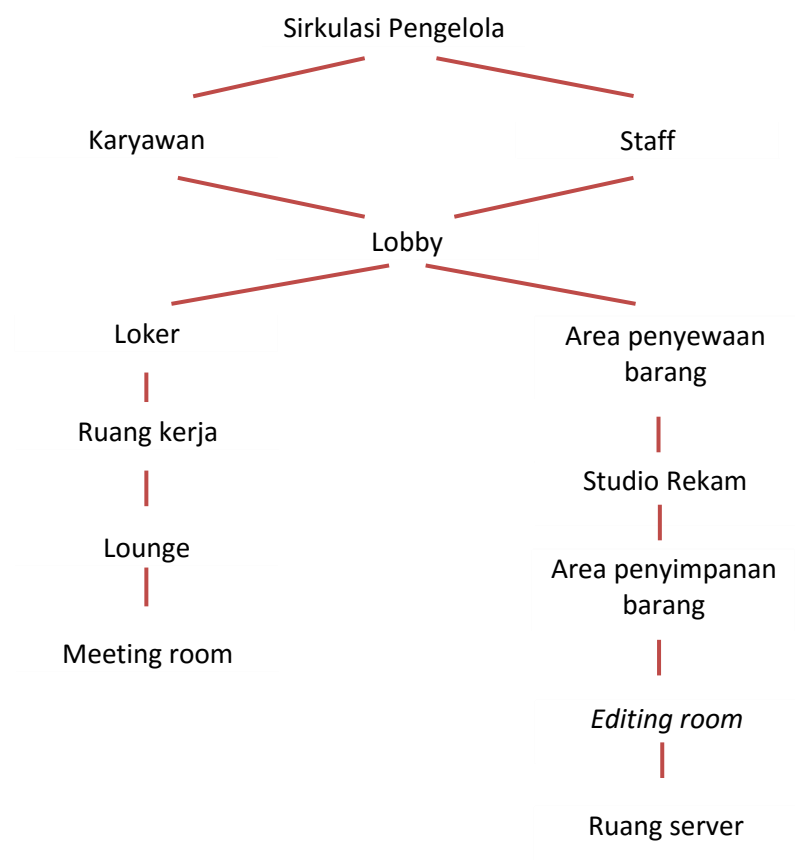 Sirkulasi Pengelola
Karyawan
Staff
Lobby
Loker
Area penyewaan
barang
Ruang kerja
Studio Rekam
Lounge
Area penyimpanan
barang
Meeting room
Editing room
Ruang server